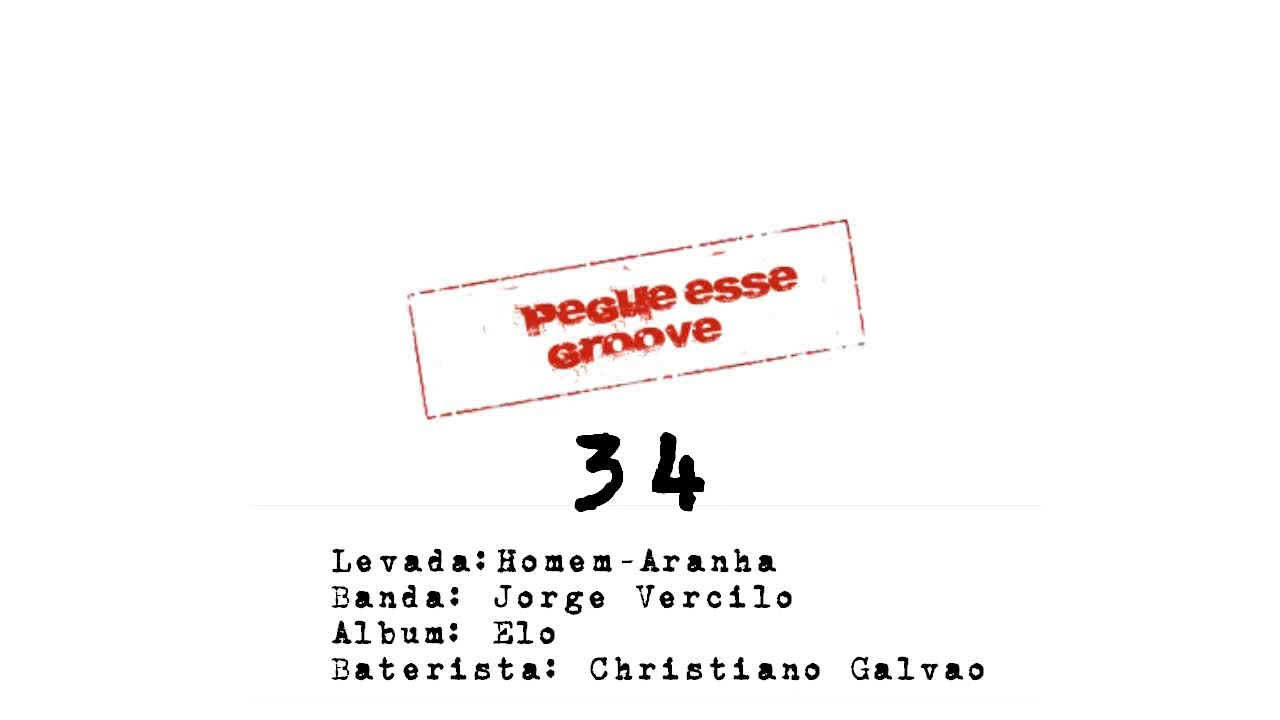 Pegue esse
Groove
34
Levada:Homem-Aranha
Banda: Jorge Vercilo
Album: Elo
Baterista: Christiano Galvao